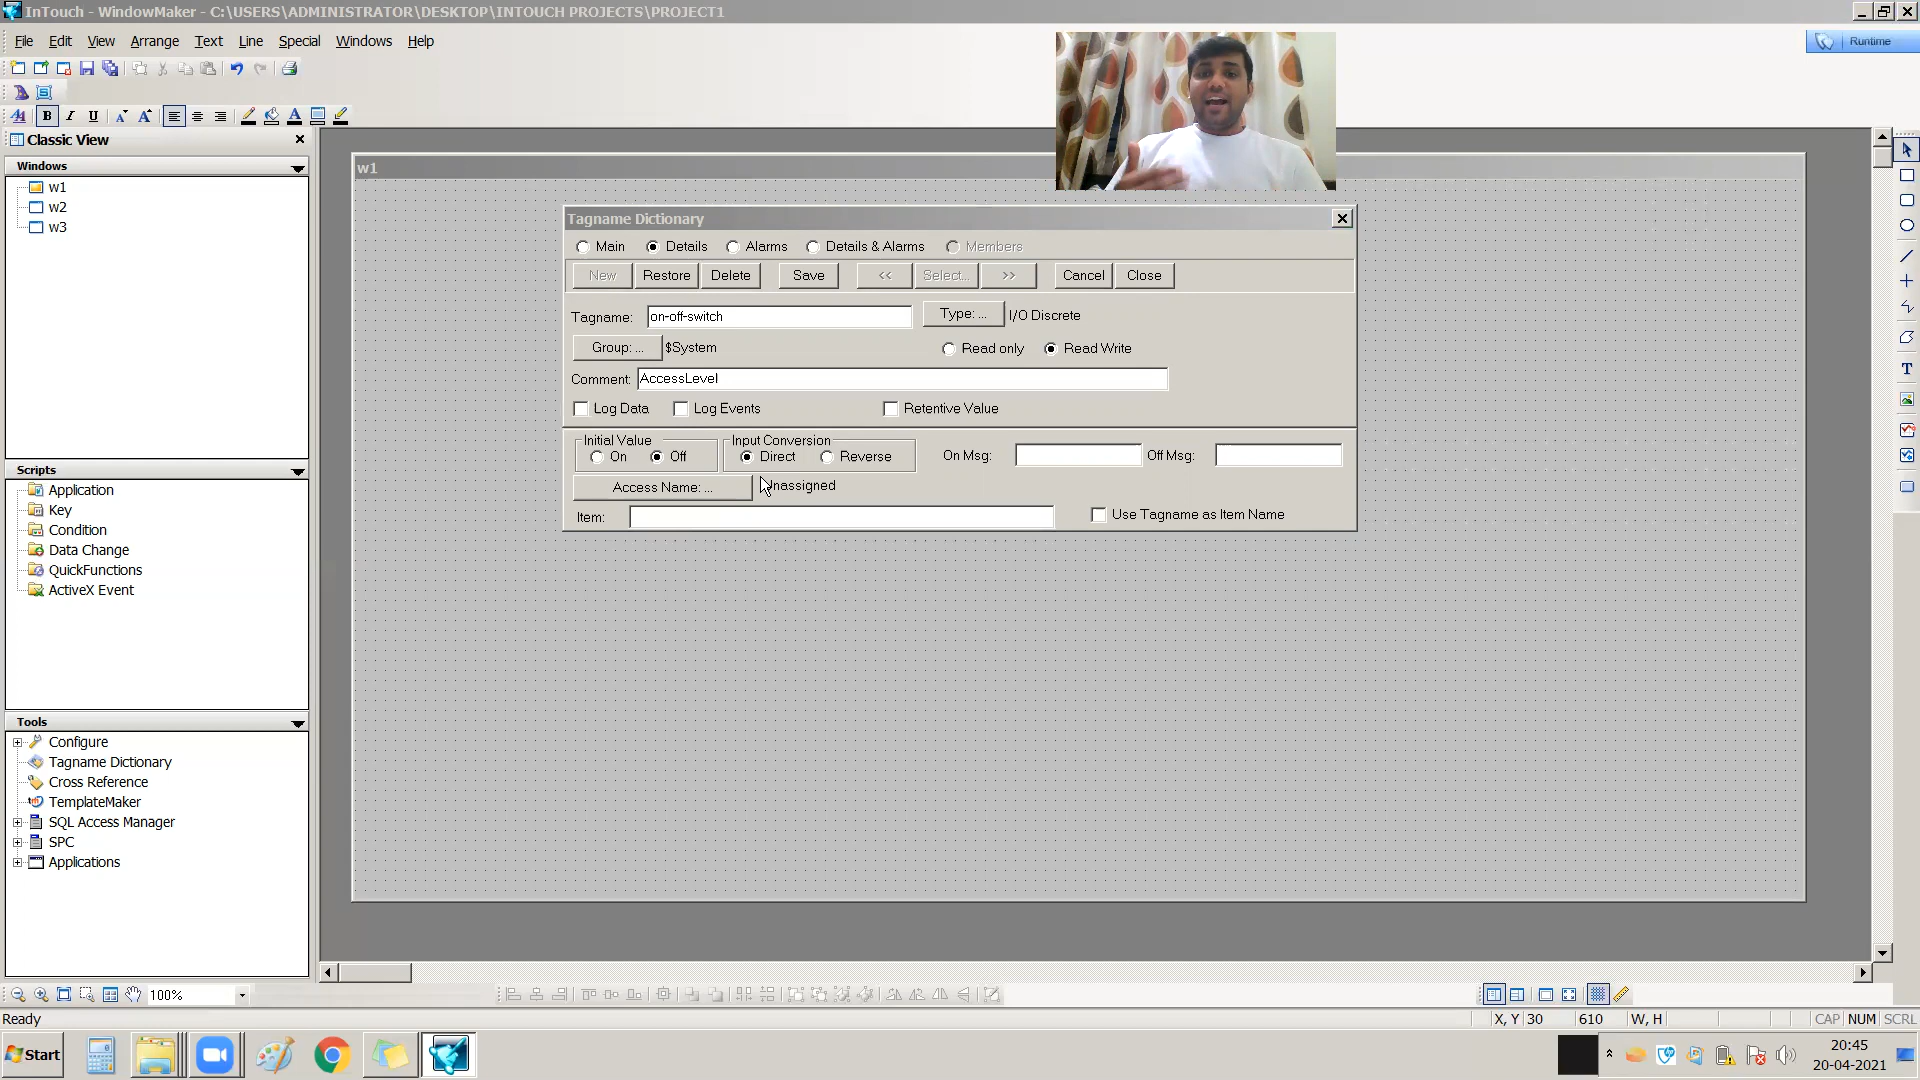 InTouch - WindowMaker - C:\USERS\ADMINISTRATOR\DESKTOP\INTOUCH PROJECTS\PROJECT1
File Edit View Arrange Text Line Special Windows Help
Runtime
Classic View
Windows
w1
w2
w3
Scripts
Application
Key
Condition
Data Change
QuickFunctions
ActiveX Event
Tools
Configure
Tagname Dictionary
Cross Reference
TemplateMaker
SQL Access Manager
SPC
Applications
w1
Tagname Dictionary
Main Details Alarms Details & Alarms Members
New Restore Delete Save << Select... >> Cancel Close
Tagname: on-off-switch Type: ... I/O Discrete
Group: ... $System Read only Read Write
Comment: AccessLevel
Log Data Log Events Retentive Value
Initial Value Input Conversion
On Off Direct Reverse On Msg: Off Msg:
Access Name: ... Unassigned
Item: Use Tagname as Item Name
100%
Ready X, Y 30 610 W, H CAP NUM SCRL
Start
20:45
20-04-2021